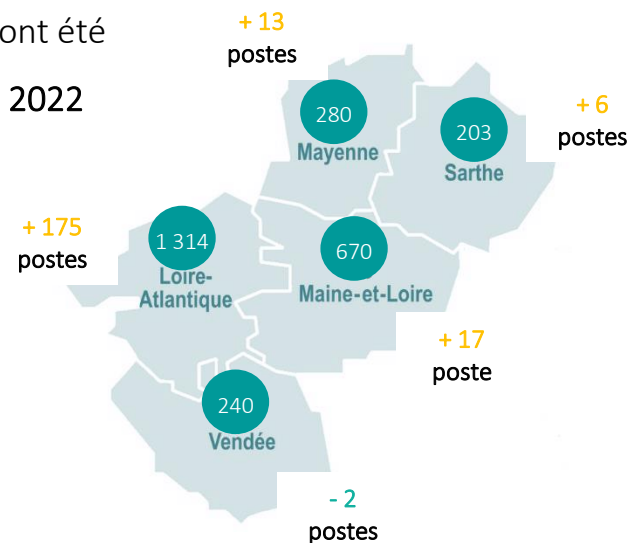 ont été
2022
+ 13
postes
280
Mayenne
203
Sarthe
+ 6
postes
+ 175
postes
1 314
Loire-
Atlantique
670
Maine-et-Loire
+ 17
poste
240
Vendée
- 2
postes